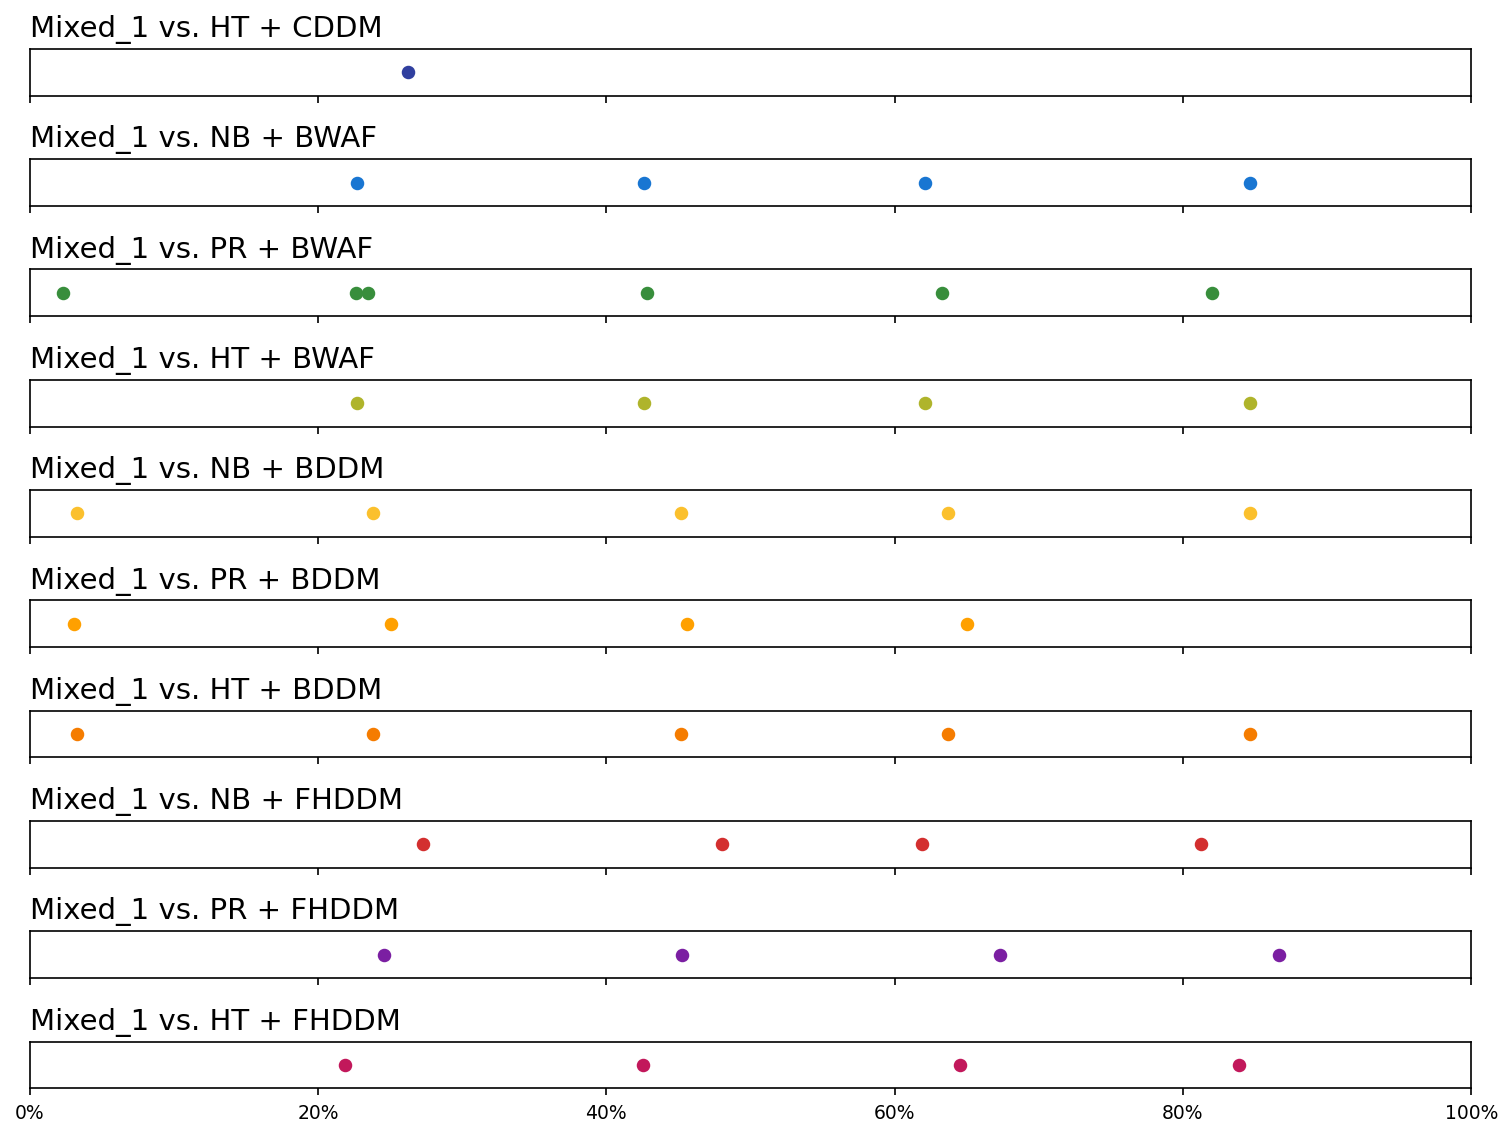 Mixed_1 vs. HT + CDDM
Mixed_1 vs. NB + BWAF
Mixed_1 vs. PR + BWAF
Mixed_1 vs. HT + BWAF
Mixed_1 vs. NB + BDDM
Mixed_1 vs. PR + BDDM
Mixed_1 vs. HT + BDDM
Mixed_1 vs. NB + FHDDM
Mixed_1 vs. PR + FHDDM
Mixed_1 vs. HT + FHDDM
0% 20% 40% 60% 80% 100%